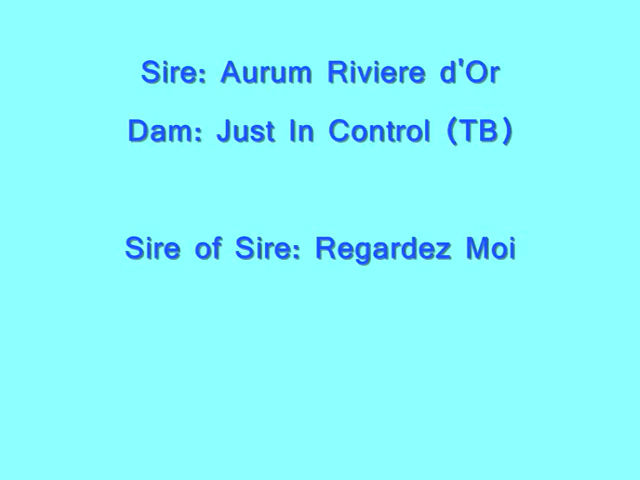 Sire: Aurum Riviere d'Or
Dam: Just In Control (TB)
Sire of Sire: Regardez Moi